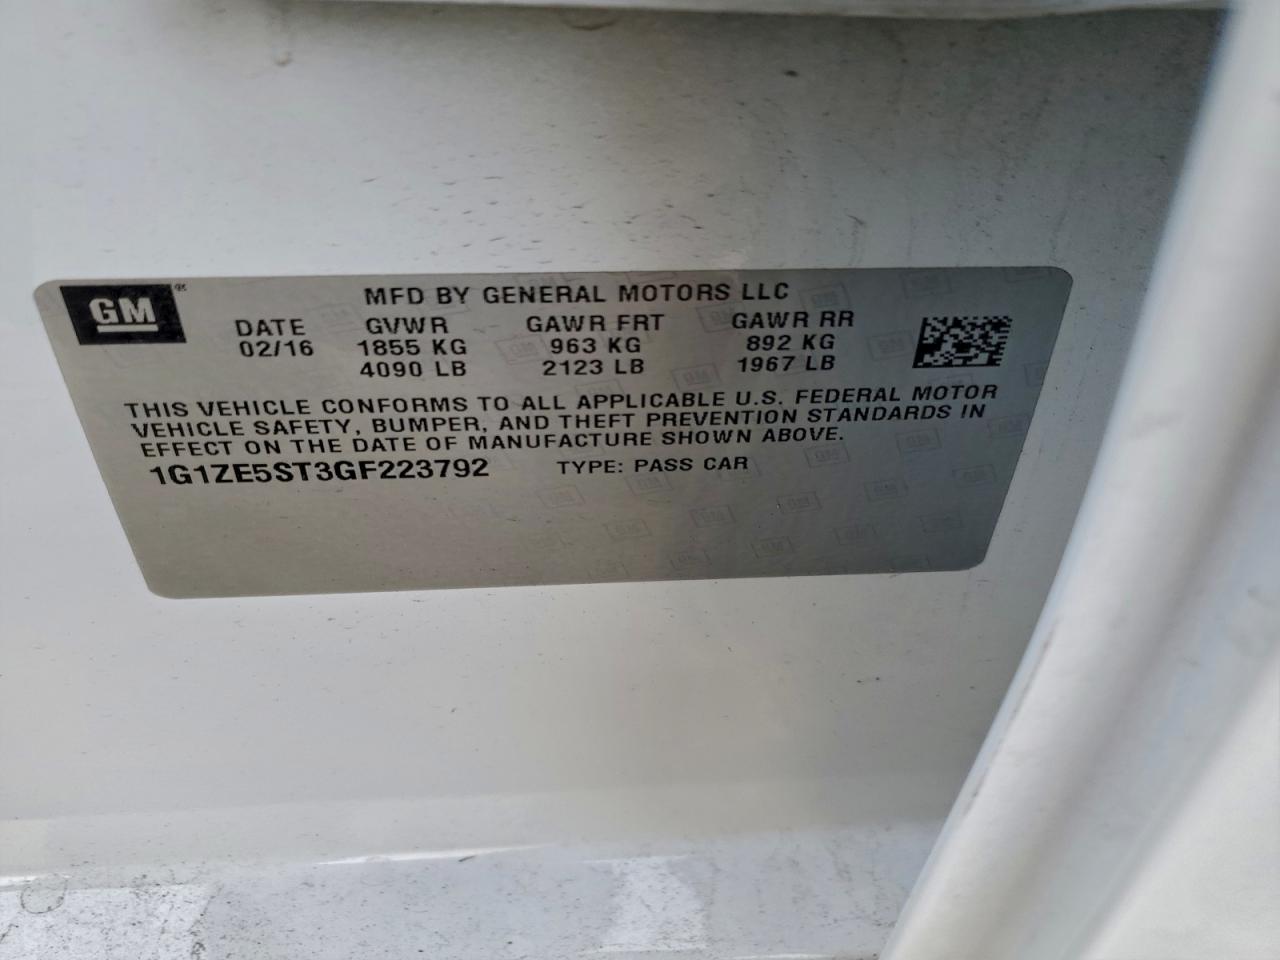 GM®
MFD BY GENERAL MOTORS LLC
DATE GVWR GAWR FRT GAWR RR
02/16 1855 KG 963 KG 892 KG
4090 LB 2123 LB 1967 LB
THIS VEHICLE CONFORMS TO ALL APPLICABLE U.S. FEDERAL MOTOR
VEHICLE SAFETY, BUMPER, AND THEFT PREVENTION STANDARDS IN
EFFECT ON THE DATE OF MANUFACTURE SHOWN ABOVE.
1G1ZE5ST3GF223792 TYPE: PASS CAR